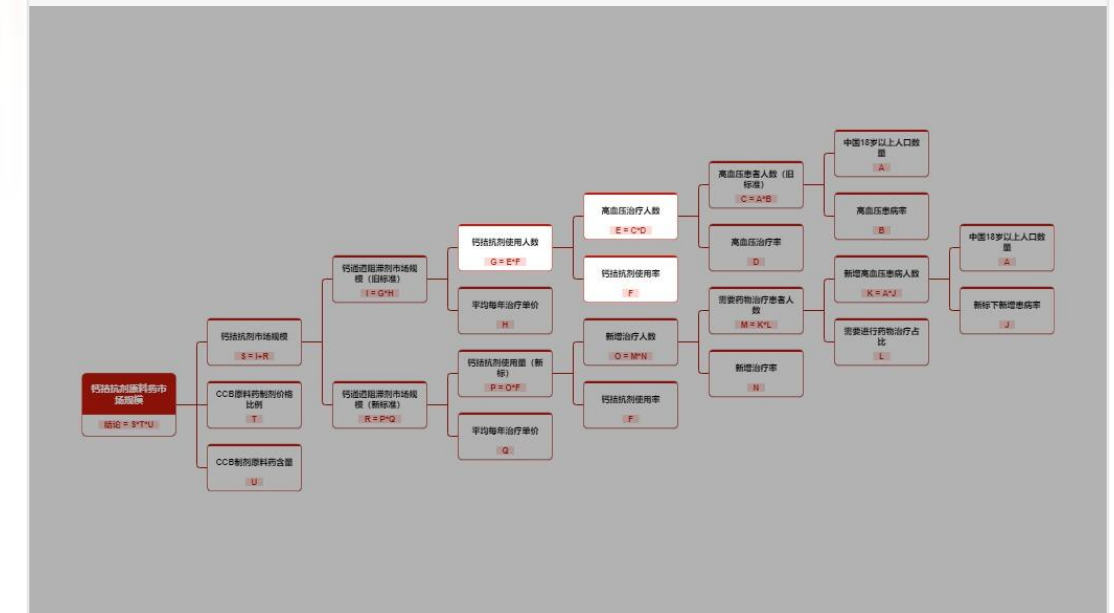 钙拮抗剂原料药市
场规模
结论 = S*T*U
钙拮抗剂市场规模
S = I+R
CCB原料药制剂价格
比例
T
CCB制剂原料药含量
U
钙通道阻滞剂市场规
模（旧标准）
I = G*H
钙通道阻滞剂市场规
模（新标准）
R = P*Q
钙拮抗剂使用人数
G = E*F
平均每年治疗单价
H
钙拮抗剂使用量（新
标）
P = O*F
平均每年治疗单价
Q
高血压治疗人数
E = C*D
钙拮抗剂使用率
F
新增治疗人数
O = M*N
钙拮抗剂使用率
F
高血压患者人数（旧
标准）
C = A*B
高血压治疗率
D
需要药物治疗患者人
数
M = K*L
新增治疗率
N
中国18岁以上人口数
量
A
高血压患病率
B
新增高血压患病人数
K = A*J
需要进行药物治疗占
比
L
中国18岁以上人口数
量
A
新标下新增患病率
J